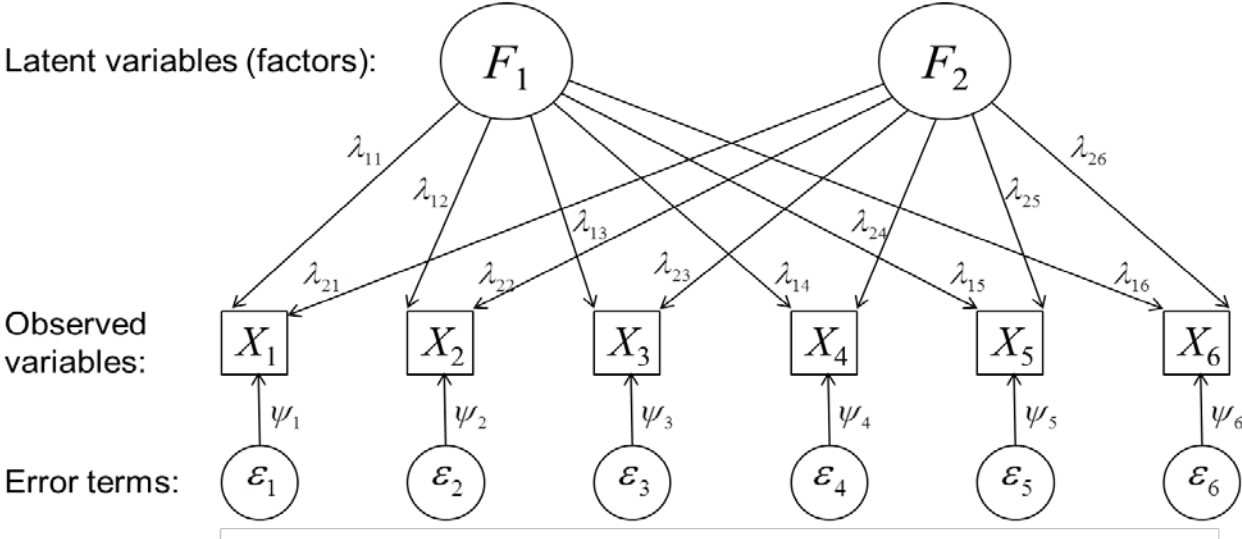 Latent variables (factors): F₁ F₂
λ₁₁ λ₂₆
λ₁₂ λ₂₅
λ₁₃ λ₂₄
λ₂₁ λ₂₂ λ₂₃ λ₁₄ λ₁₅ λ₁₆
Observed
variables:
X₁ X₂ X₃ X₄ X₅ X₆
ψ₁ ψ₂ ψ₃ ψ₄ ψ₅ ψ₆
Error terms: ε₁ ε₂ ε₃ ε₄ ε₅ ε₆